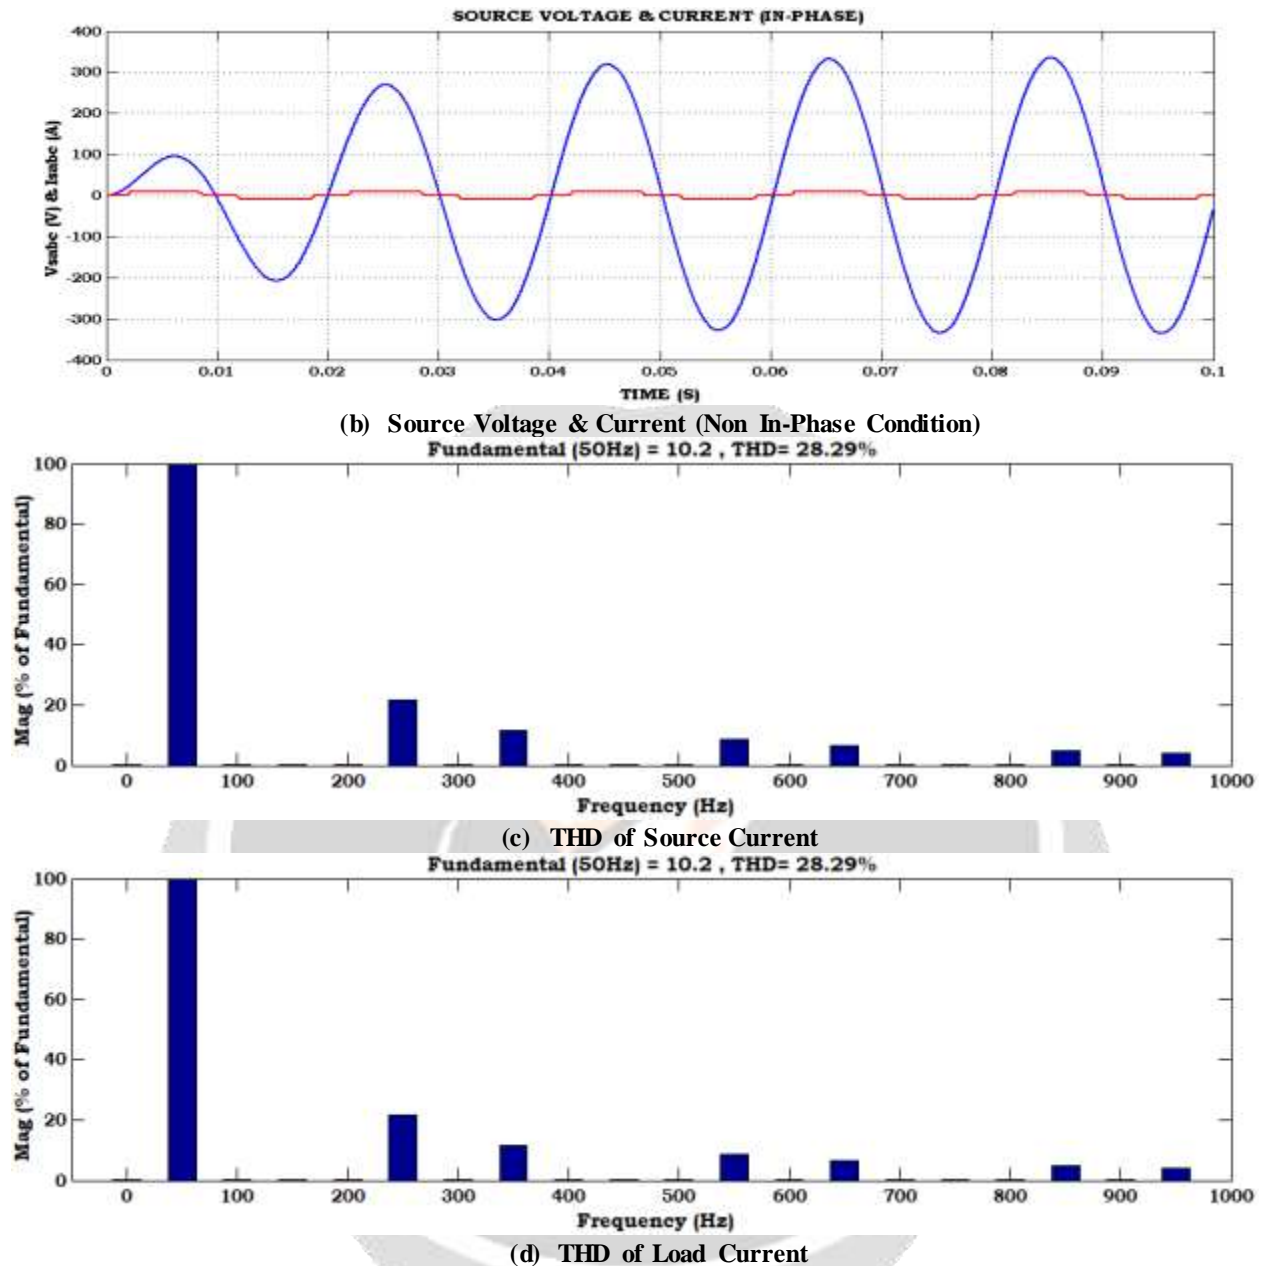 SOURCE VOLTAGE & CURRENT (IN-PHASE)
400
300
200
100
0
-100
-200
-300
-400
Vsabc (V) & Isabc (A)
0 0.01 0.02 0.03 0.04 0.05 0.06 0.07 0.08 0.09 0.1
TIME (S)
(b) Source Voltage & Current (Non In-Phase Condition)
Fundamental (50Hz) = 10.2 , THD= 28.29%
100
80
60
40
20
0
Mag (% of Fundamental)
0 100 200 300 400 500 600 700 800 900 1000
Frequency (Hz)
(c) THD of Source Current
Fundamental (50Hz) = 10.2 , THD= 28.29%
100
80
60
40
20
0
Mag (% of Fundamental)
0 100 200 300 400 500 600 700 800 900 1000
Frequency (Hz)
(d) THD of Load Current